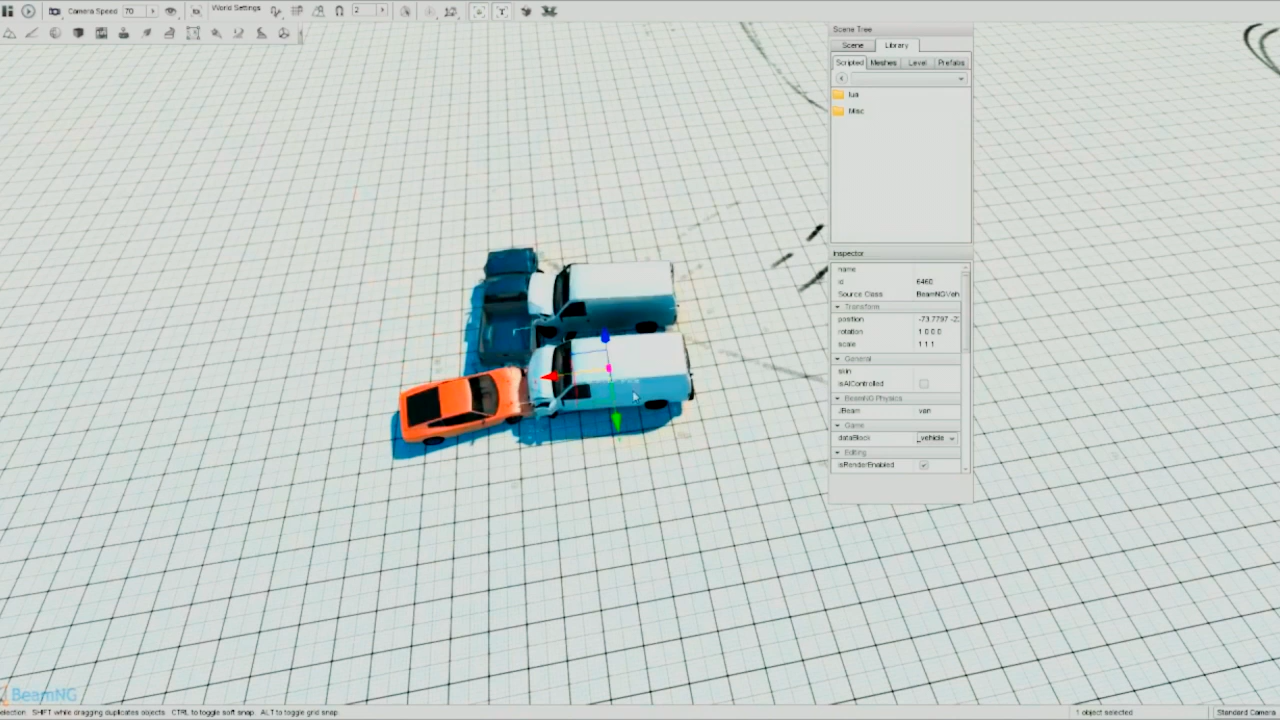 Camera Speed 70
World Settings
2
Scene Tree
Scene Library
Scripted Meshes Level Prefabs
lua
Misc
Inspector
name
id 6460
Source Class BeamNGVeh
Transform
position -73.7797 -2
rotation 1 0 0 0
scale 1 1 1
General
skin
isAIControlled
BeamNG Physics
JBeam van
Game
dataBlock _vehicle
Editing
isRenderEnabled
BeamNG
election SHIFT while dragging duplicates objects. CTRL to toggle soft snap. ALT to toggle grid snap.
1 object selected
Standard Camera